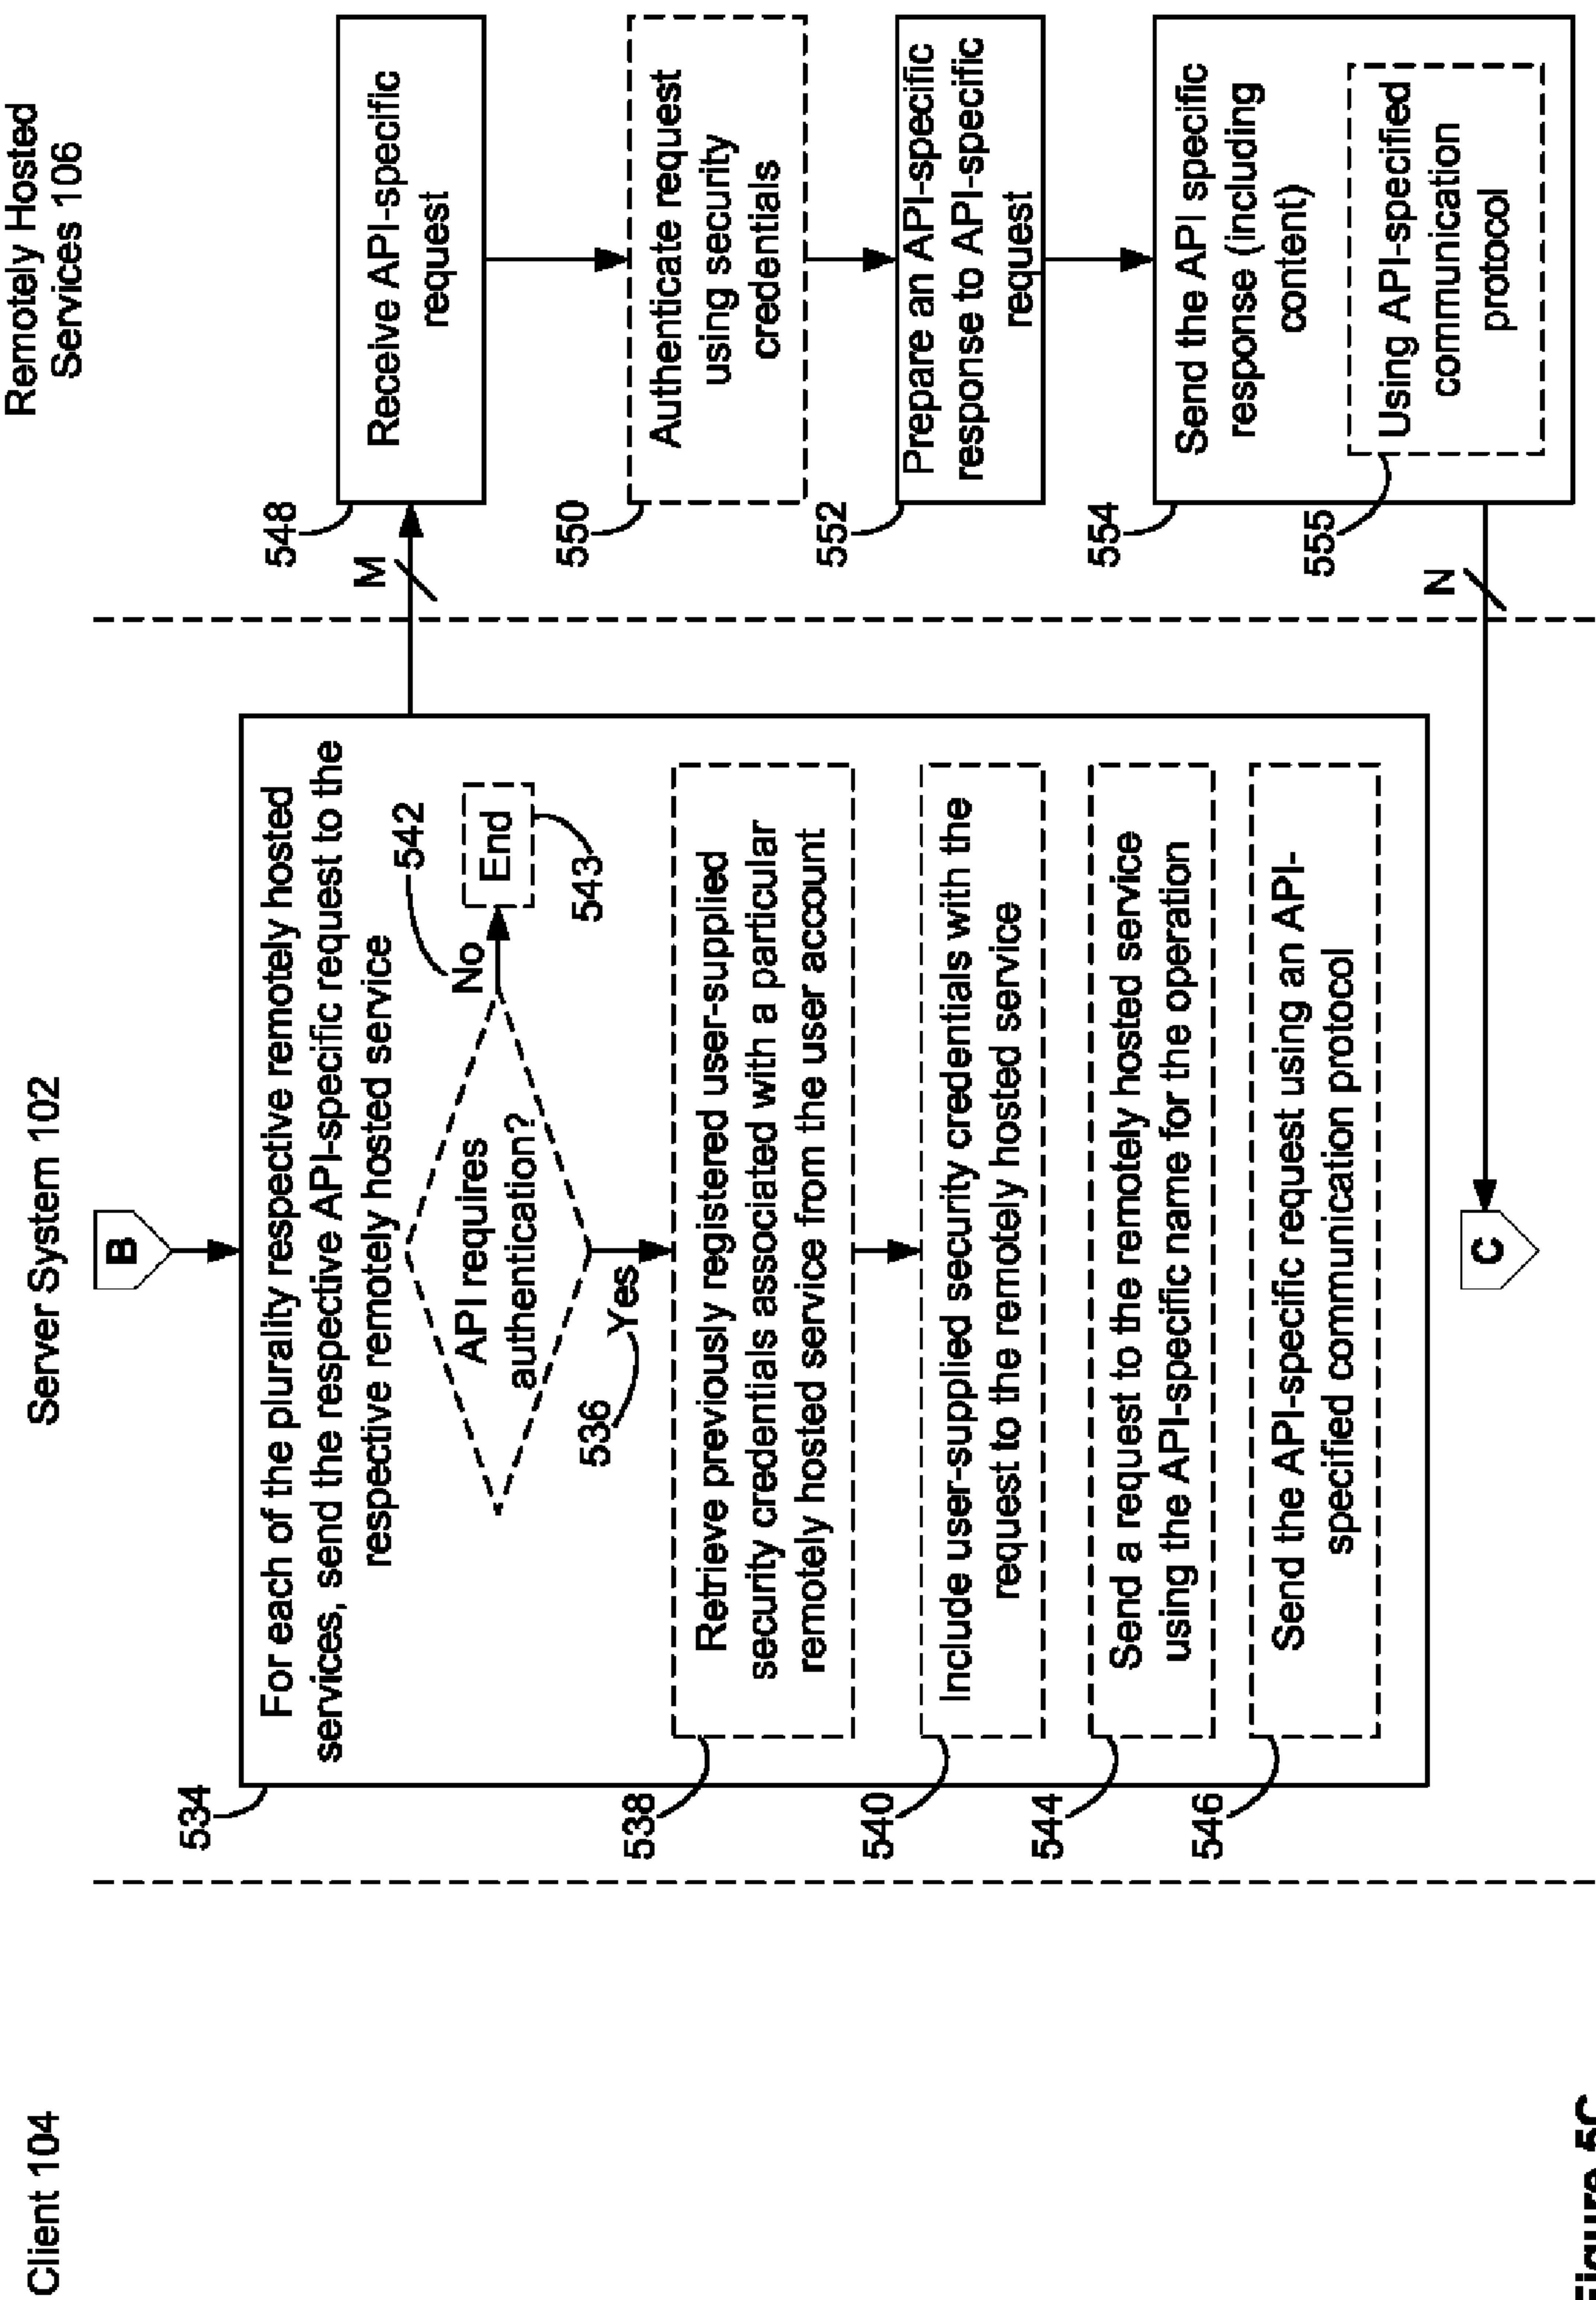 Client 104
Server System 102
Remotely Hosted
Services 106
B
534
For each of the plurality respective remotely hosted
services, send the respective API-specific request to the
respective remotely hosted service
API requires
authentication?
No
542
End
543
536
Yes
538
Retrieve previously registered user-supplied
security credentials associated with a particular
remotely hosted service from the user account
540
Include user-supplied security credentials with the
request to the remotely hosted service
544
Send a request to the remotely hosted service
using the API-specific name for the operation
546
Send the API-specific request using an API-
specified communication protocol
M
548
Receive API-specific
request
550
Authenticate request
using security
credentials
552
Prepare an API-specific
response to API-specific
request
554
Send the API specific
response (including
content)
555
Using API-specified
communication
protocol
N
C
Figure 5C